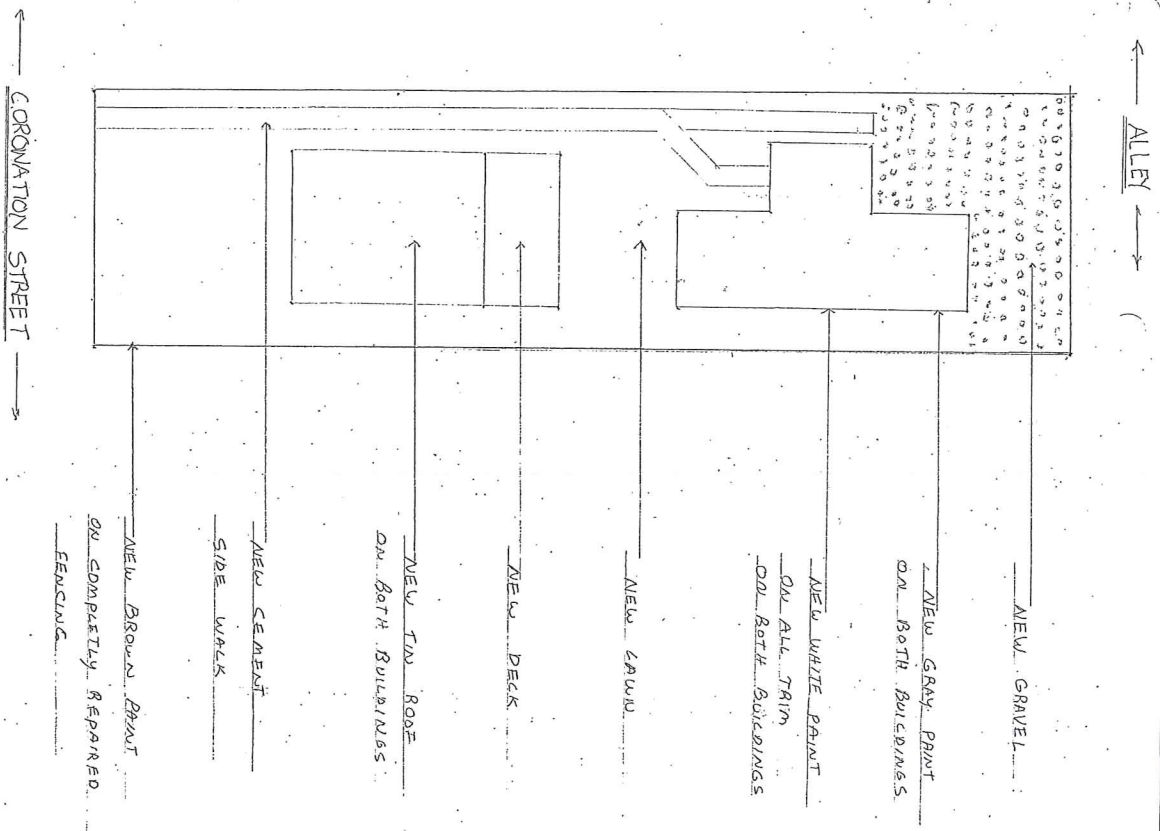 ALLEY
NEW GRAVEL
NEW GRAY PAINT
ON BOTH BUILDINGS
NEW WHITE PAINT
ON ALL TRIM
ON BOTH BUILDINGS
NEW LAWN
NEW DECK
NEW TIN ROOF
ON BOTH BUILDINGS
NEW CEMENT
SIDE WALK
NEW BROWN PAINT
ON COMPLETLY REPAIRED
FENCING
CORONATION STREET